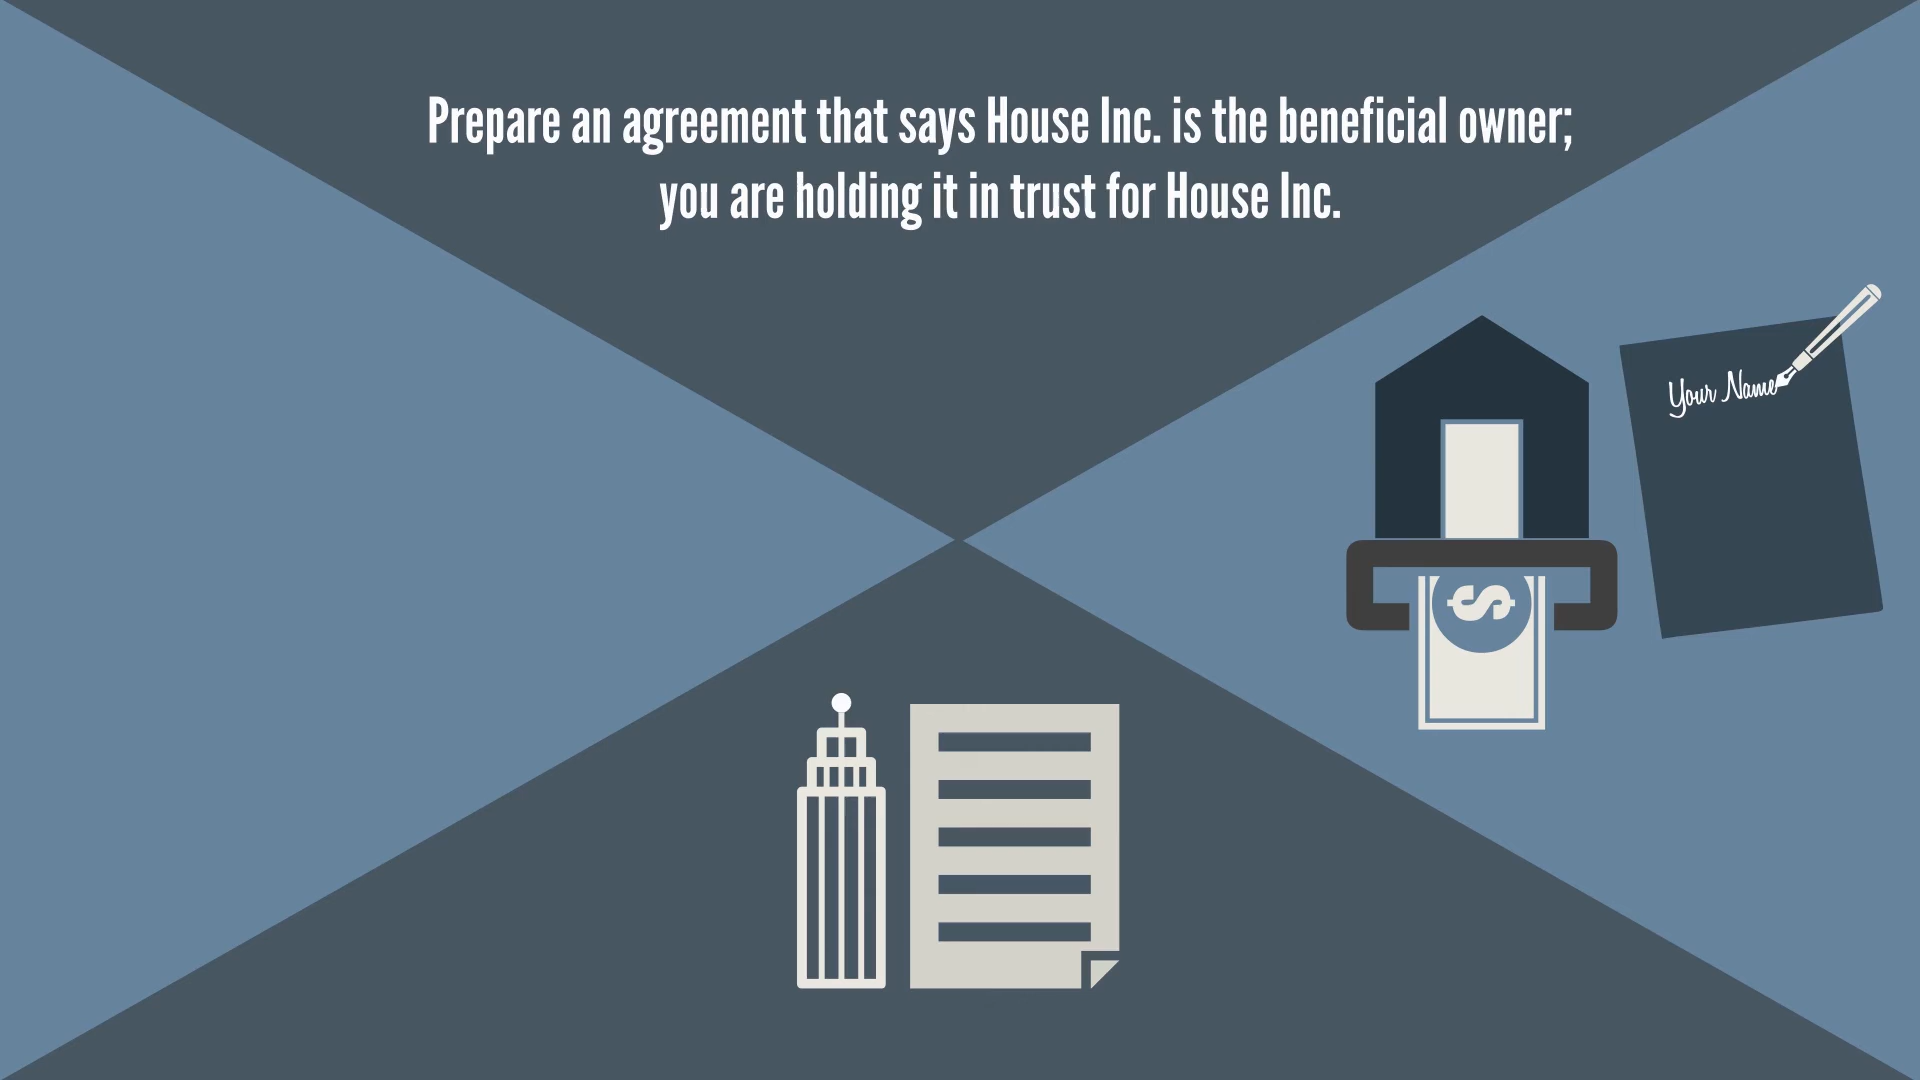 Prepare an agreement that says House Inc. is the beneficial owner;
you are holding it in trust for House Inc.
Your Name
$